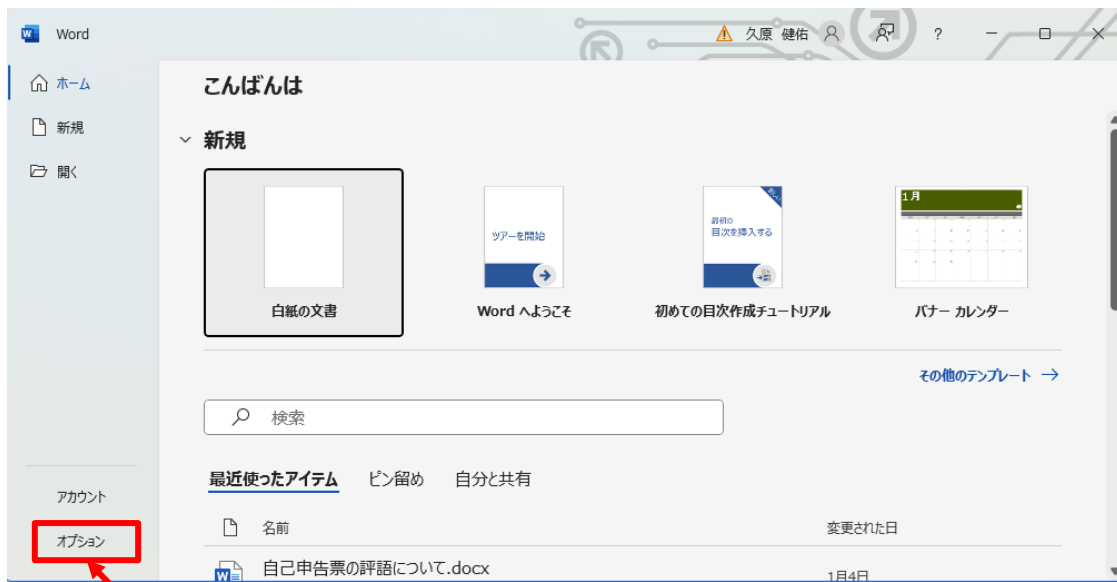 Word
久原 健佑
?
ホーム
新規
開く
こんばんは
新規
ツアーを開始
最初の
目次を挿入する
1月
白紙の文書
Word へようこそ
初めての目次作成チュートリアル
バナー カレンダー
その他のテンプレート →
検索
最近使ったアイテム ピン留め 自分と共有
名前 変更された日
自己申告票の評語について.docx 1月4日
アカウント
オプション